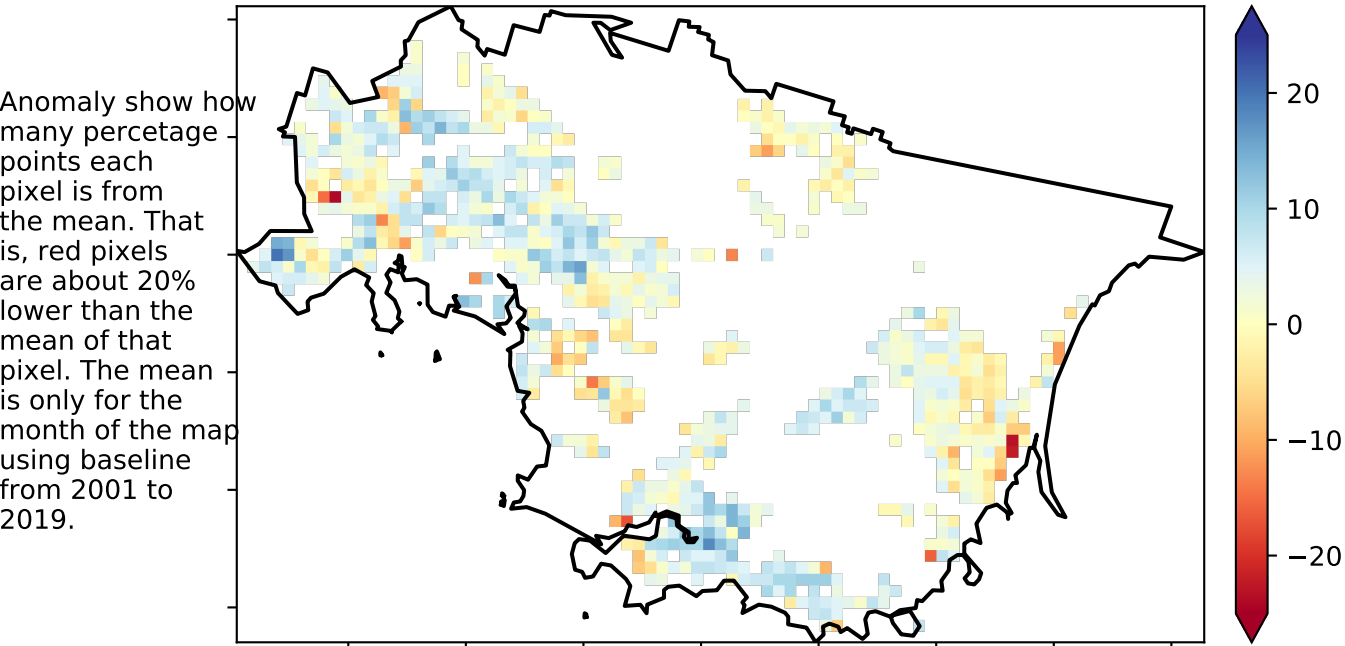 Anomaly show how
many percetage
points each
pixel is from
the mean. That
is, red pixels
are about 20%
lower than the
mean of that
pixel. The mean
is only for the
month of the map
using baseline
from 2001 to
2019.
20
10
0
−10
−20